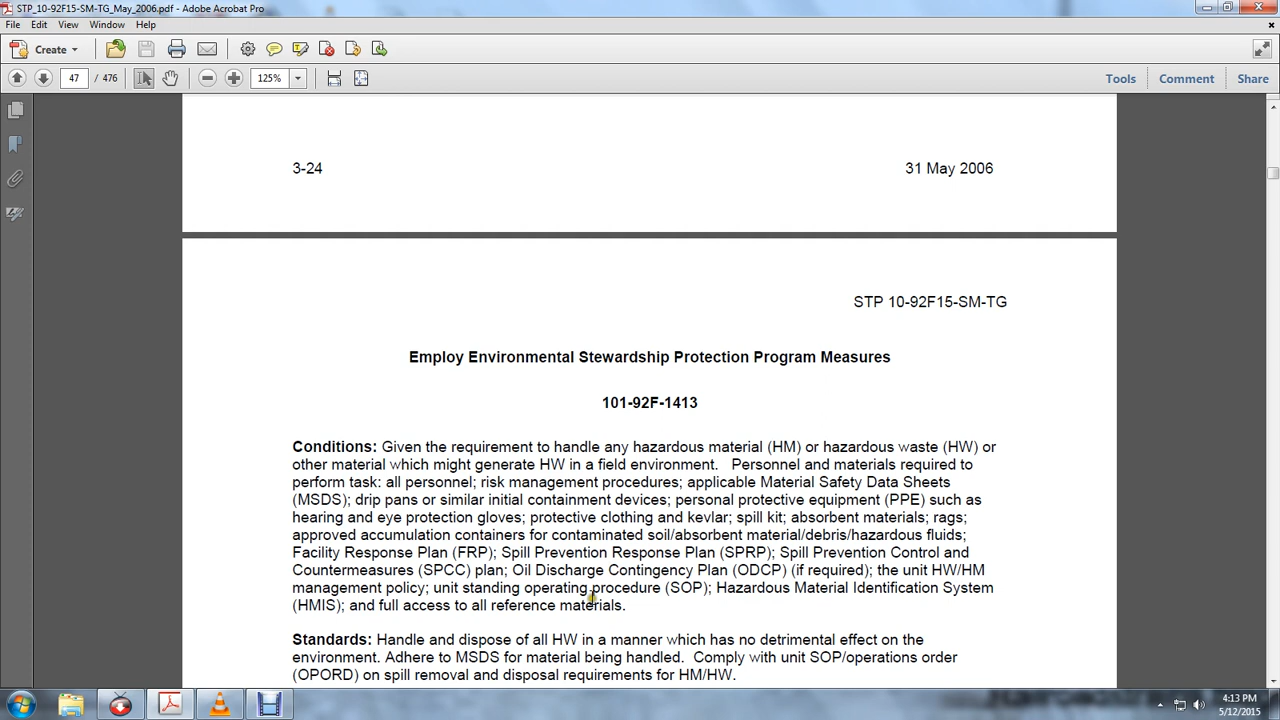 STP_10-92F15-SM-TG_May_2006.pdf - Adobe Acrobat Pro
File Edit View Window Help
Create
47 / 476 125% Tools Comment Share
3-24 31 May 2006
STP 10-92F15-SM-TG
Employ Environmental Stewardship Protection Program Measures
101-92F-1413
Conditions: Given the requirement to handle any hazardous material (HM) or hazardous waste (HW) or
other material which might generate HW in a field environment. Personnel and materials required to
perform task: all personnel; risk management procedures; applicable Material Safety Data Sheets
(MSDS); drip pans or similar initial containment devices; personal protective equipment (PPE) such as
hearing and eye protection gloves; protective clothing and kevlar; spill kit; absorbent materials; rags;
approved accumulation containers for contaminated soil/absorbent material/debris/hazardous fluids;
Facility Response Plan (FRP); Spill Prevention Response Plan (SPRP); Spill Prevention Control and
Countermeasures (SPCC) plan; Oil Discharge Contingency Plan (ODCP) (if required); the unit HW/HM
management policy; unit standing operating procedure (SOP); Hazardous Material Identification System
(HMIS); and full access to all reference materials.
Standards: Handle and dispose of all HW in a manner which has no detrimental effect on the
environment. Adhere to MSDS for material being handled. Comply with unit SOP/operations order
(OPORD) on spill removal and disposal requirements for HM/HW.
4:13 PM
5/12/2015